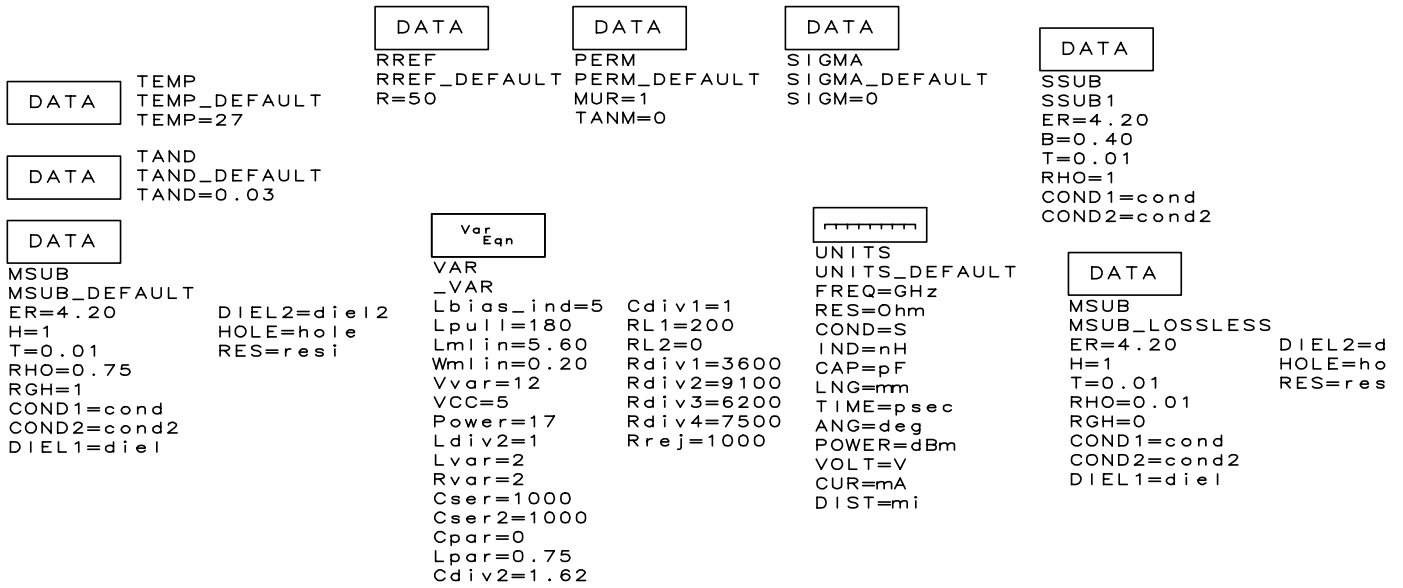 DATA
TEMP
TEMP_DEFAULT
TEMP=27
DATA
TAND
TAND_DEFAULT
TAND=0.03
DATA
RREF
RREF_DEFAULT
R=50
DATA
PERM
PERM_DEFAULT
MUR=1
TANM=0
DATA
SIGMA
SIGMA_DEFAULT
SIGM=0
DATA
SSUB
SSUB1
ER=4.20
B=0.40
T=0.01
RHO=1
COND1=cond
COND2=cond2
DATA
MSUB
MSUB_DEFAULT
ER=4.20
H=1
T=0.01
RHO=0.75
RGH=1
COND1=cond
COND2=cond2
DIEL1=diel
DIEL2=diel2
HOLE=hole
RES=resi
Var
Eqn
VAR
_VAR
Lbias_ind=5
Lpull=180
Lmlin=5.60
Wmlin=0.20
Vvar=12
VCC=5
Power=17
Ldiv2=1
Lvar=2
Rvar=2
Cser=1000
Cser2=1000
Cpar=0
Lpar=0.75
Cdiv2=1.62
Cdiv1=1
RL1=200
RL2=0
Rdiv1=3600
Rdiv2=9100
Rdiv3=6200
Rdiv4=7500
Rrej=1000
UNITS
UNITS_DEFAULT
FREQ=GHz
RES=Ohm
COND=S
IND=nH
CAP=pF
LNG=mm
TIME=psec
ANG=deg
POWER=dBm
VOLT=V
CUR=mA
DIST=mi
DATA
MSUB
MSUB_LOSSLESS
ER=4.20
H=1
T=0.01
RHO=0.01
RGH=0
COND1=cond
COND2=cond2
DIEL1=diel
DIEL2=d
HOLE=ho
RES=res